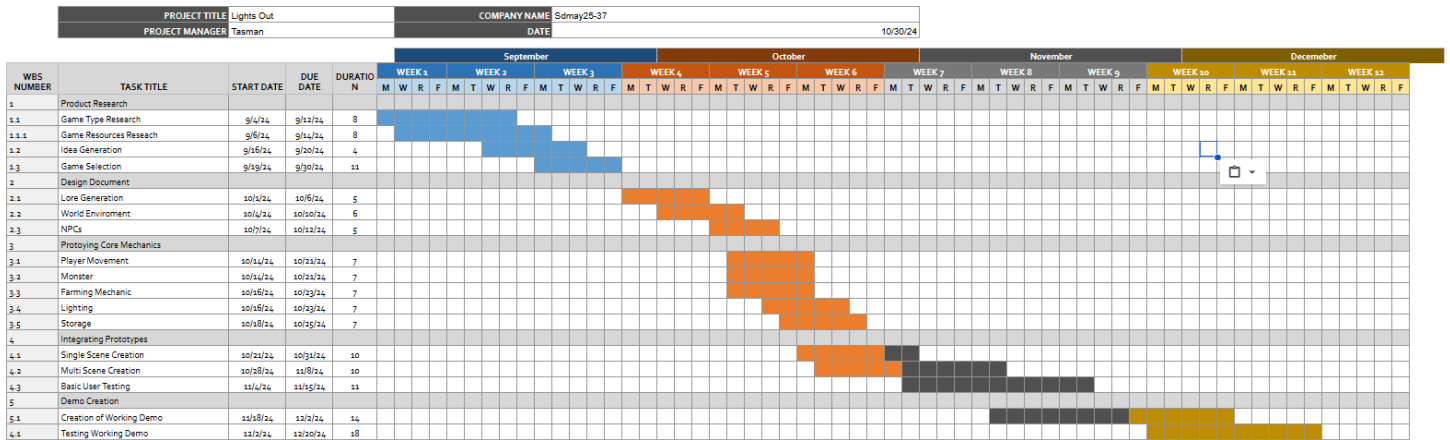 PROJECT TITLE Lights Out COMPANY NAME Sdmay25-37
PROJECT MANAGER Tasman DATE 10/30/24
September October November Decemeber
WBS NUMBER TASK TITLE START DATE DUE DATE DURATIO N WEEK 1 WEEK 2 WEEK 3 WEEK 4 WEEK 5 WEEK 6 WEEK 7 WEEK 8 WEEK 9 WEEK 10 WEEK 11 WEEK 12
M W R F M T W R F M T W R F M T W R F M T W R F M T W R F M T W R F M T W R F M T W R F M T W R F M T W R F M T W R F
1 Product Research
1.1 Game Type Research 9/4/24 9/12/24 8
1.1.1 Game Resources Reseach 9/6/24 9/14/24 8
1.2 Idea Generation 9/16/24 9/20/24 4
1.3 Game Selection 9/19/24 9/30/24 11
2 Design Document
2.1 Lore Generation 10/1/24 10/6/24 5
2.2 World Enviroment 10/4/24 10/10/24 6
2.3 NPCs 10/7/24 10/12/24 5
3 Protoying Core Mechanics
3.1 Player Movement 10/14/24 10/21/24 7
3.2 Monster 10/14/24 10/21/24 7
3.3 Farming Mechanic 10/16/24 10/23/24 7
3.4 Lighting 10/16/24 10/23/24 7
3.5 Storage 10/18/24 10/25/24 7
4 Integrating Prototypes
4.1 Single Scene Creation 10/21/24 10/31/24 10
4.2 Multi Scene Creation 10/28/24 11/8/24 10
4.3 Basic User Testing 11/4/24 11/15/24 11
5 Demo Creation
5.1 Creation of Working Demo 11/18/24 12/2/24 14
4.1 Testing Working Demo 12/2/24 12/20/24 18